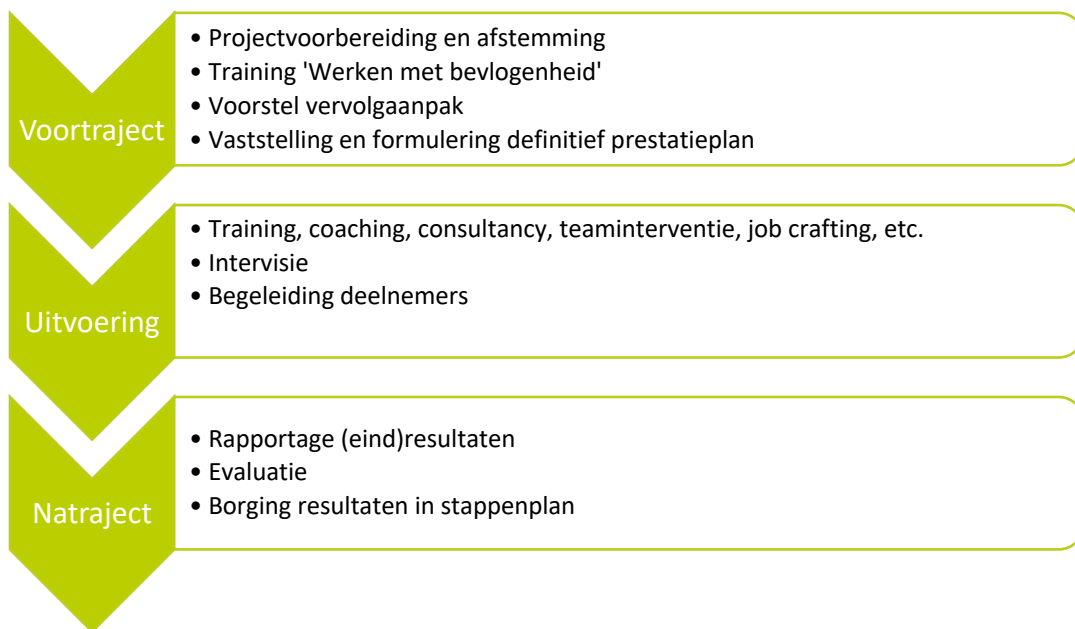 Voortraject
• Projectvoorbereiding en afstemming
• Training 'Werken met bevlogenheid'
• Voorstel vervolgaanpak
• Vaststelling en formulering definitief prestatieplan
Uitvoering
• Training, coaching, consultancy, teaminterventie, job crafting, etc.
• Intervisie
• Begeleiding deelnemers
Natraject
• Rapportage (eind)resultaten
• Evaluatie
• Borging resultaten in stappenplan